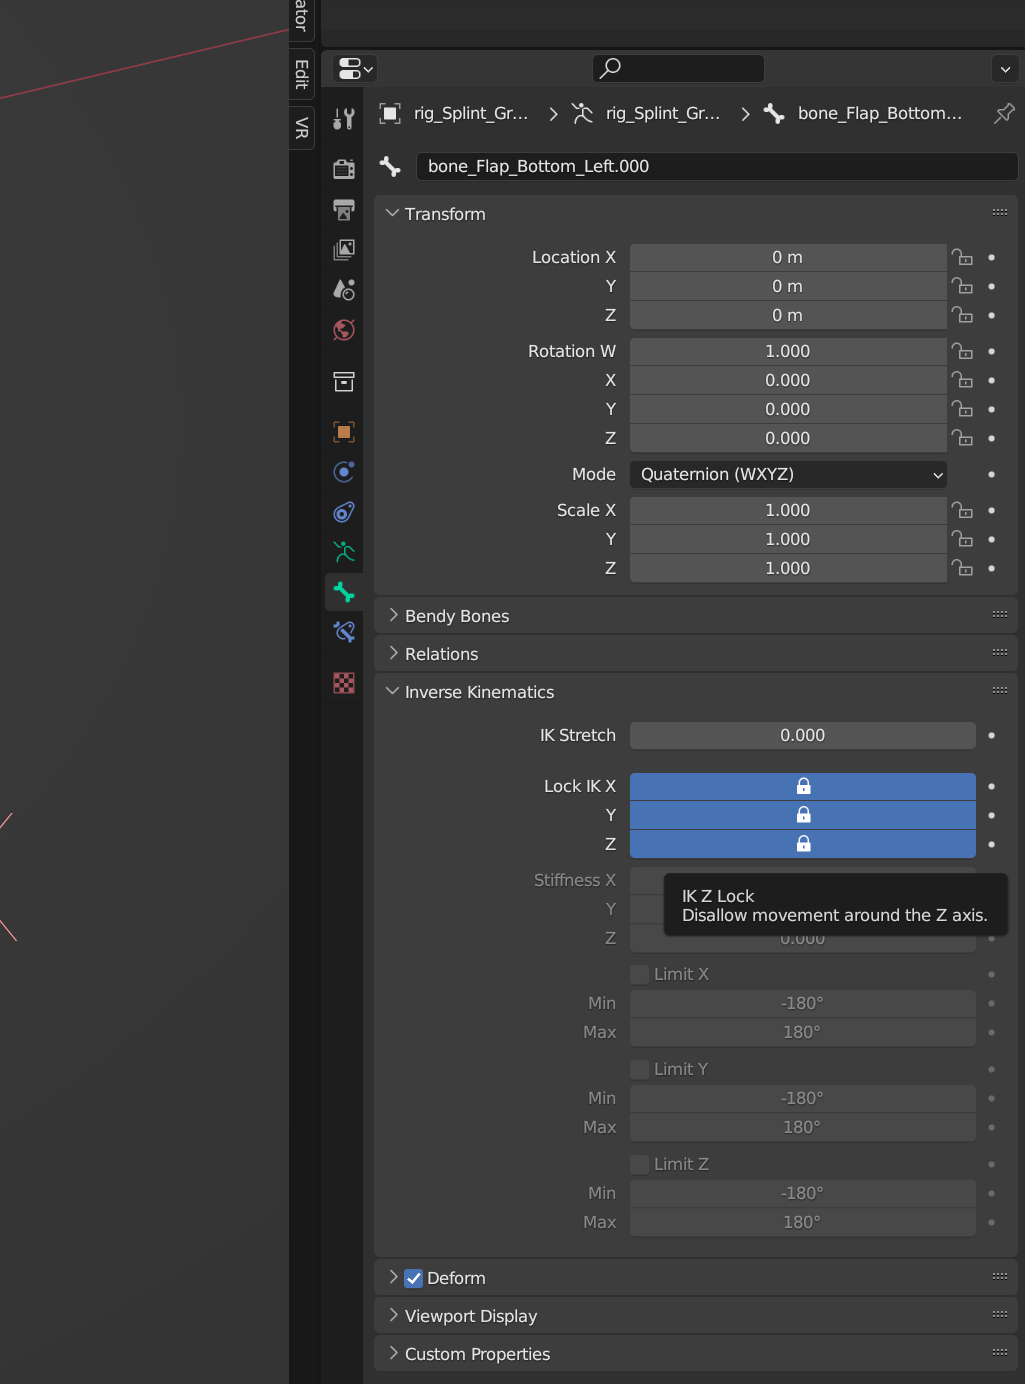 ator
Edit
VR
rig_Splint_Gr... > rig_Splint_Gr... > bone_Flap_Bottom...
bone_Flap_Bottom_Left.000
Transform
Location X 0 m
Y 0 m
Z 0 m
Rotation W 1.000
X 0.000
Y 0.000
Z 0.000
Mode Quaternion (WXYZ)
Scale X 1.000
Y 1.000
Z 1.000
Bendy Bones
Relations
Inverse Kinematics
IK Stretch 0.000
Lock IK X
Y
Z
Stiffness X
Y
Z 0.000
IK Z Lock
Disallow movement around the Z axis.
Limit X
Min -180°
Max 180°
Limit Y
Min -180°
Max 180°
Limit Z
Min -180°
Max 180°
Deform
Viewport Display
Custom Properties